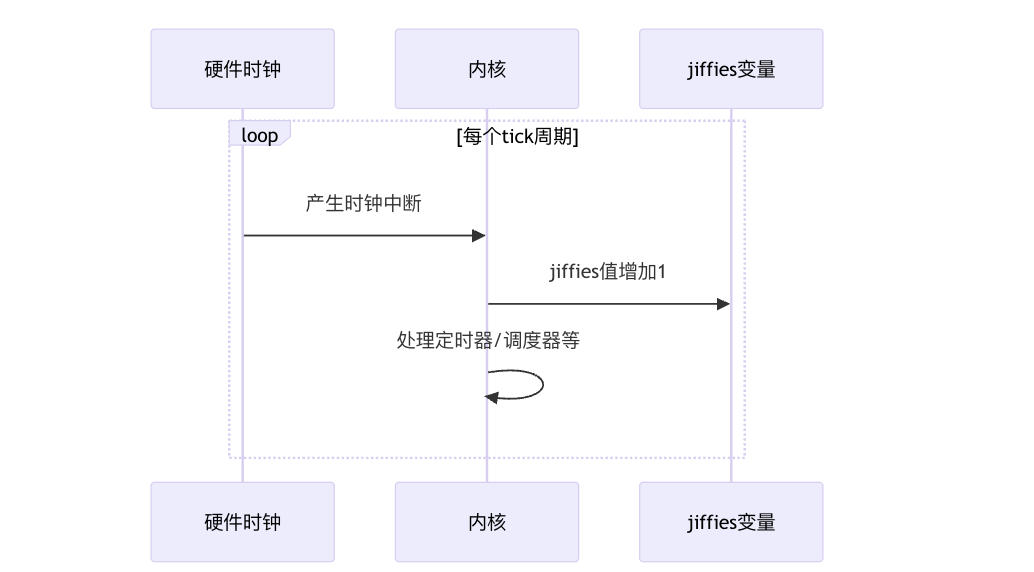 硬件时钟
内核
jiffies变量
loop
[每个tick周期]
产生时钟中断
jiffies值增加1
处理定时器/调度器等
硬件时钟
内核
jiffies变量